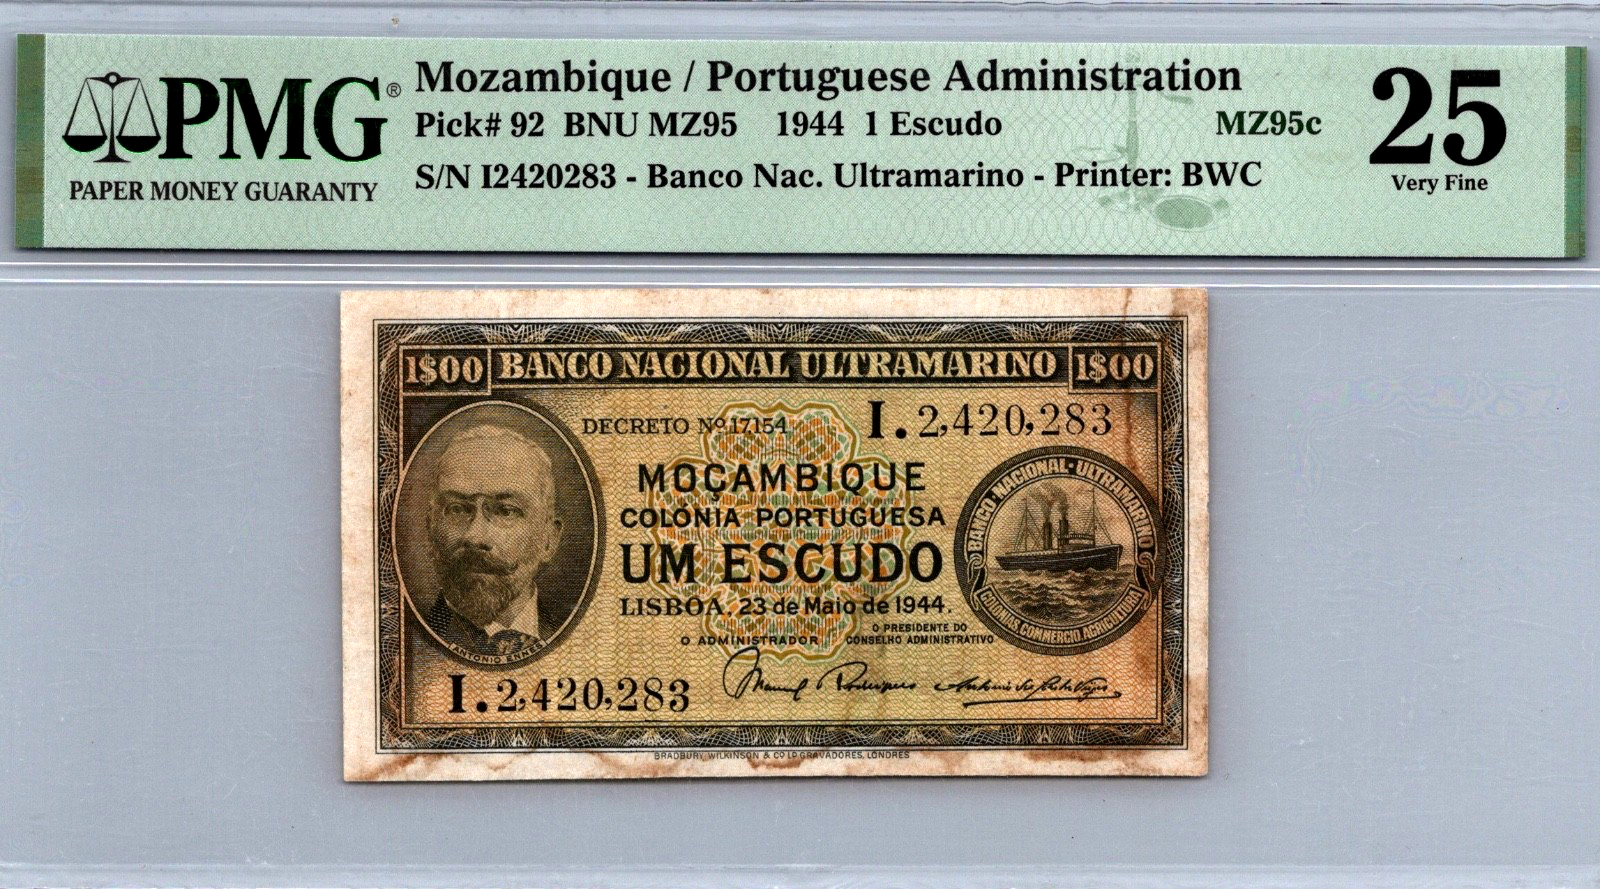 PMG®
PAPER MONEY GUARANTY
Mozambique / Portuguese Administration
Pick# 92 BNU MZ95 1944 1 Escudo MZ95c
S/N I2420283 - Banco Nac. Ultramarino - Printer: BWC
25
Very Fine
1$00 BANCO NACIONAL ULTRAMARINO 1$00
DECRETO Nº 17154 I. 2,420,283
MOÇAMBIQUE
COLÓNIA PORTUGUESA
UM ESCUDO
LISBOA, 23 de Maio de 1944.
O ADMINISTRADOR
O PRESIDENTE DO
CONSELHO ADMINISTRATIVO
BANCO·NACIONAL·ULTRAMARINO
COLONIAS, COMMERCIO, AGRICULTURA
ANTONIO ENNES
I. 2,420,283
Manuel Rodrigues
BRADBURY, WILKINSON & Cº Lᴰ GRAVADORES, LONDRES